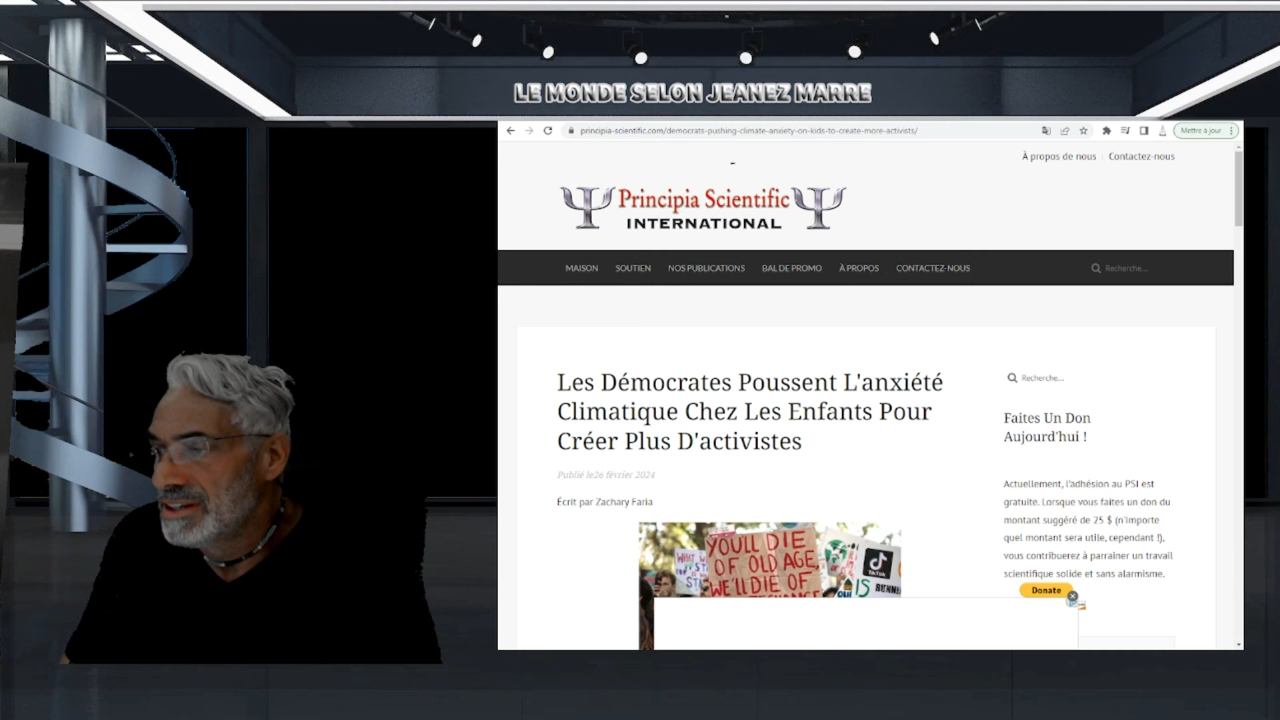 LE MONDE SELON JEANEZ MARRE
principia-scientific.com/democrats-pushing-climate-anxiety-on-kids-to-create-more-activists/
Mettre à jour
À propos de nous
Contactez-nous
Principia Scientific
INTERNATIONAL
MAISON SOUTIEN NOS PUBLICATIONS BAL DE PROMO À PROPOS CONTACTEZ-NOUS
Recherche...
Les Démocrates Poussent L'anxiété
Climatique Chez Les Enfants Pour
Créer Plus D'activistes
Publié le26 février 2024
Écrit par Zachary Faria
YOU'LL DIE
OF OLD AGE,
WE'LL DIE OF
TikTok
IS
Recherche...
Faites Un Don
Aujourd'hui !
Actuellement, l'adhésion au PSI est
gratuite. Lorsque vous faites un don du
montant suggéré de 25 $ (n'importe
quel montant sera utile, cependant !),
vous contribuerez à parrainer un travail
scientifique solide et sans alarmisme.
Donate